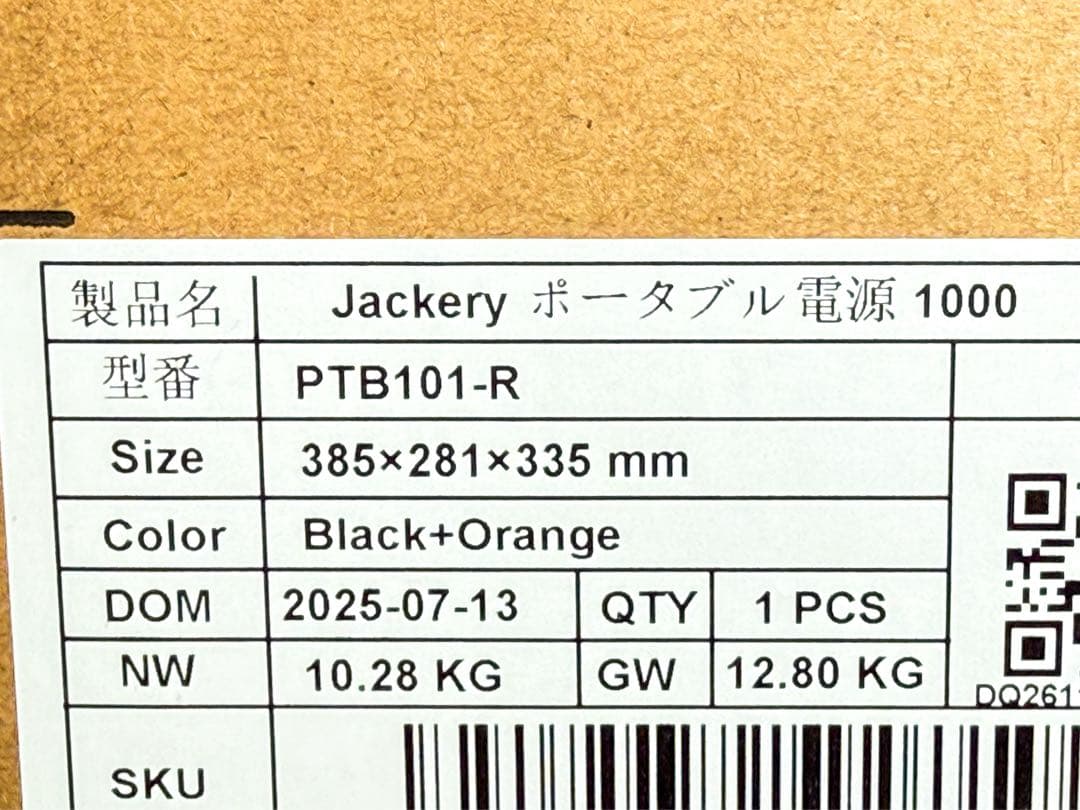 製品名 Jackery ポータブル電源 1000
型番 PTB101-R
Size 385×281×335 mm
Color Black+Orange
DOM 2025-07-13 QTY 1 PCS
NW 10.28 KG GW 12.80 KG
DQ261
SKU